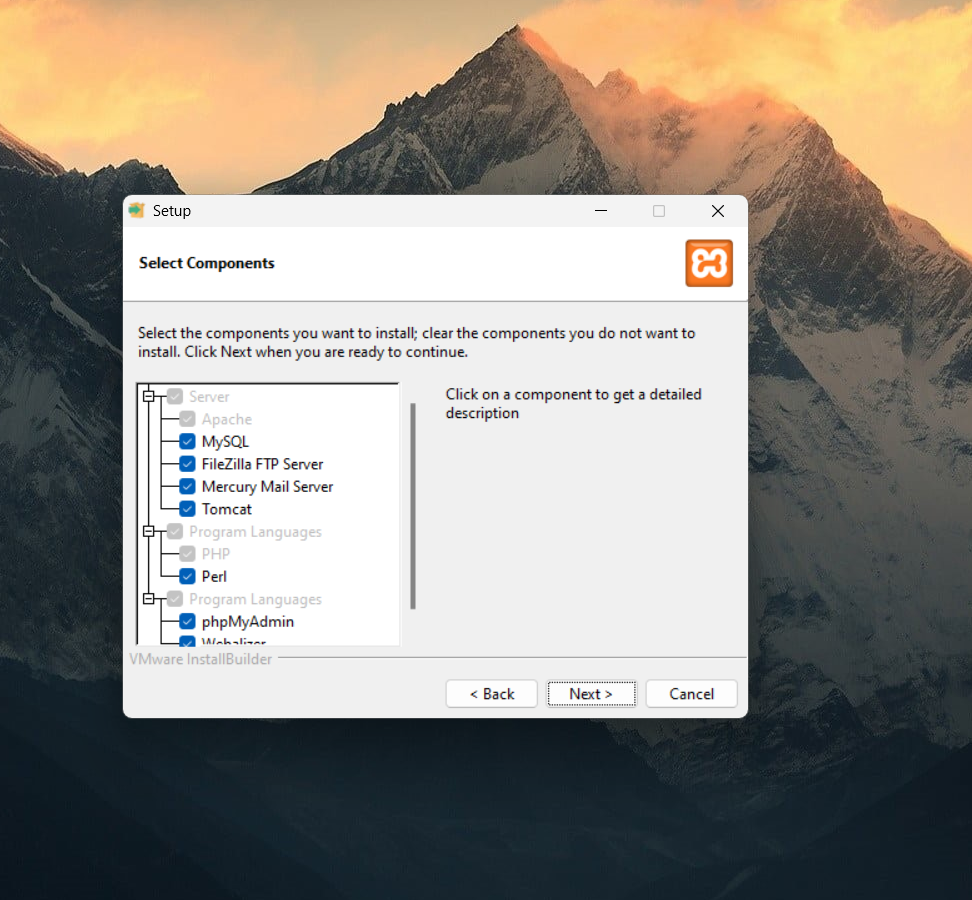 Setup
Select Components
Select the components you want to install; clear the components you do not want to
install. Click Next when you are ready to continue.
Server
Apache
MySQL
FileZilla FTP Server
Mercury Mail Server
Tomcat
Program Languages
PHP
Perl
Program Languages
phpMyAdmin
Webalizer
Click on a component to get a detailed
description
VMware InstallBuilder
< Back
Next >
Cancel